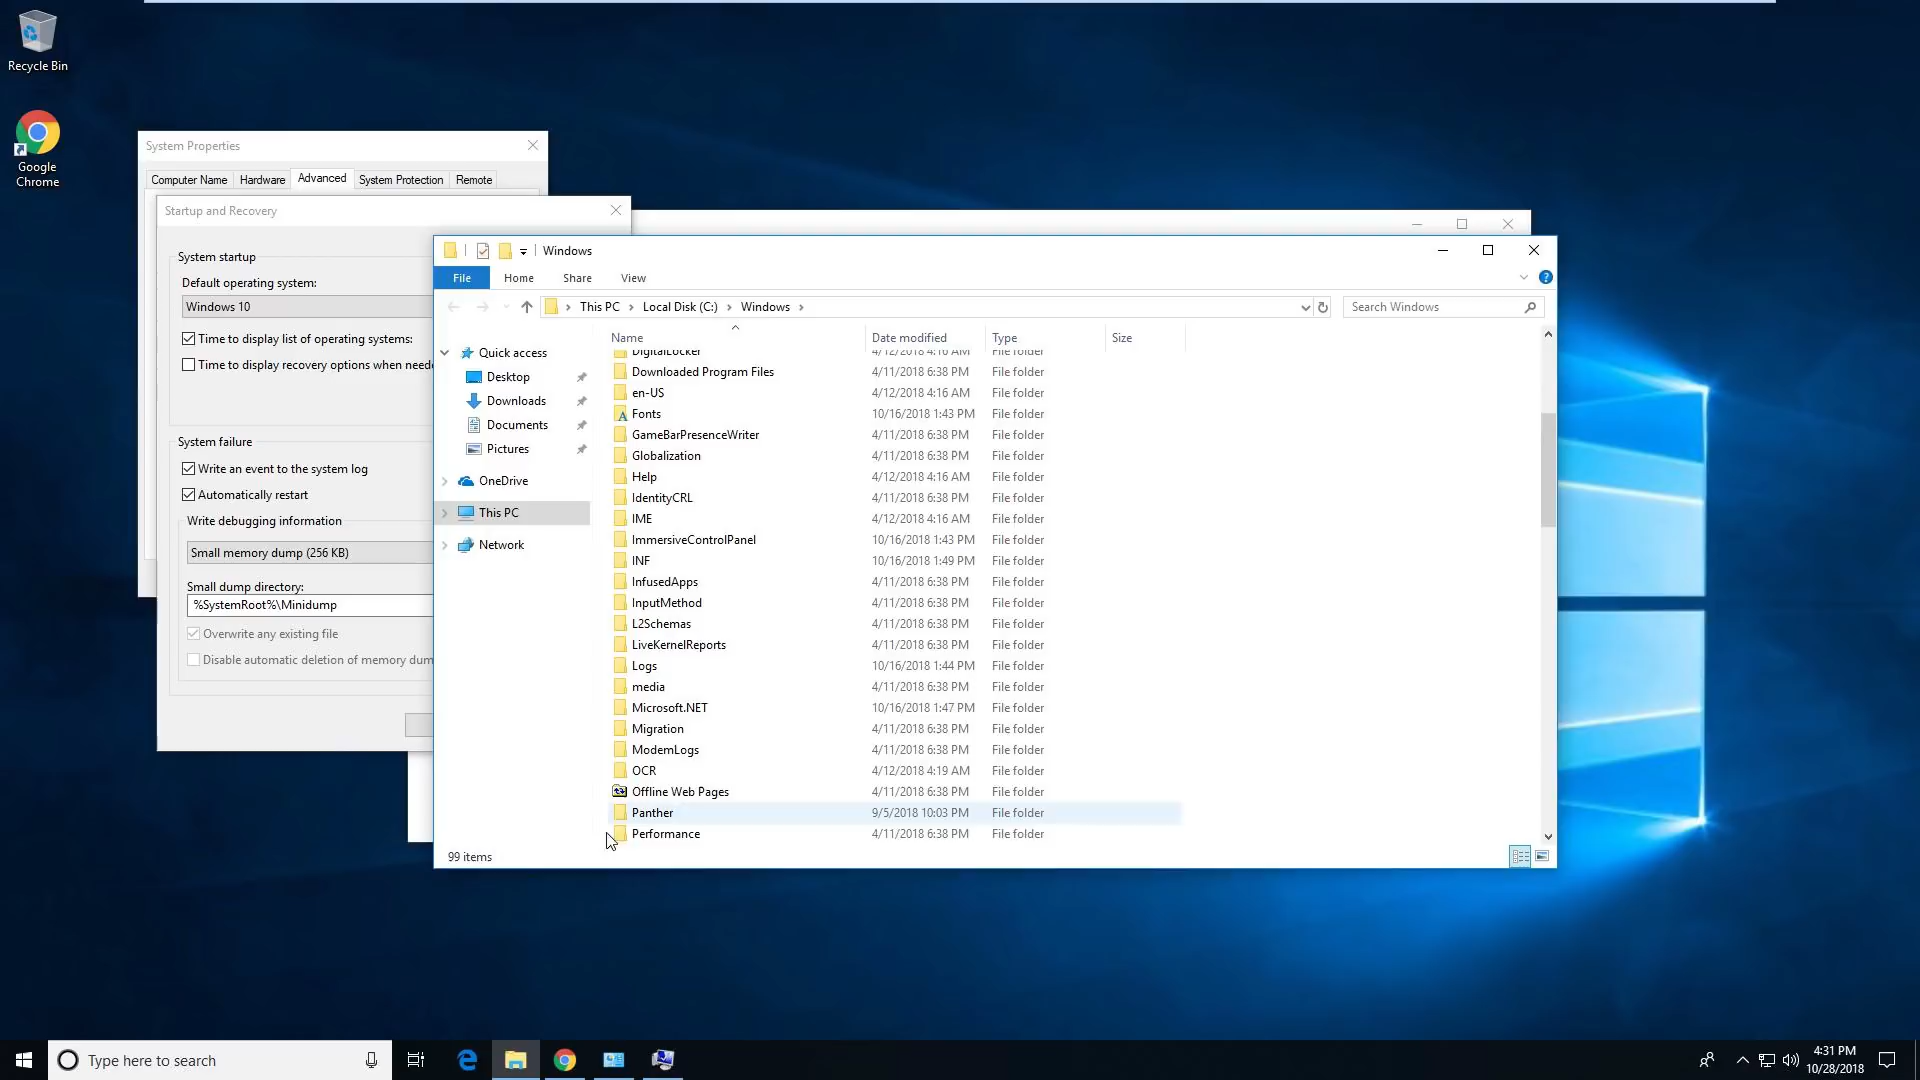 Recycle Bin
Google
Chrome
System Properties
Computer Name
Hardware
Advanced
System Protection
Remote
Startup and Recovery
System startup
Default operating system:
Windows 10
Time to display list of operating systems:
Time to display recovery options when neede
System failure
Write an event to the system log
Automatically restart
Write debugging information
Small memory dump (256 KB)
Small dump directory:
%SystemRoot%\Minidump
Overwrite any existing file
Disable automatic deletion of memory dum
Windows
File Home Share View
This PC > Local Disk (C:) > Windows >
Search Windows
Quick access
Desktop
Downloads
Documents
Pictures
OneDrive
This PC
Network
Name Date modified Type Size
DigitalLocker 4/12/2018 4:16 AM File folder
Downloaded Program Files 4/11/2018 6:38 PM File folder
en-US 4/12/2018 4:16 AM File folder
Fonts 10/16/2018 1:43 PM File folder
GameBarPresenceWriter 4/11/2018 6:38 PM File folder
Globalization 4/11/2018 6:38 PM File folder
Help 4/12/2018 4:16 AM File folder
IdentityCRL 4/11/2018 6:38 PM File folder
IME 4/12/2018 4:16 AM File folder
ImmersiveControlPanel 10/16/2018 1:43 PM File folder
INF 10/16/2018 1:49 PM File folder
InfusedApps 4/11/2018 6:38 PM File folder
InputMethod 4/11/2018 6:38 PM File folder
L2Schemas 4/11/2018 6:38 PM File folder
LiveKernelReports 4/11/2018 6:38 PM File folder
Logs 10/16/2018 1:44 PM File folder
media 4/11/2018 6:38 PM File folder
Microsoft.NET 10/16/2018 1:47 PM File folder
Migration 4/11/2018 6:38 PM File folder
ModemLogs 4/11/2018 6:38 PM File folder
OCR 4/12/2018 4:19 AM File folder
Offline Web Pages 4/11/2018 6:38 PM File folder
Panther 9/5/2018 10:03 PM File folder
Performance 4/11/2018 6:38 PM File folder
99 items
Type here to search
4:31 PM
10/28/2018